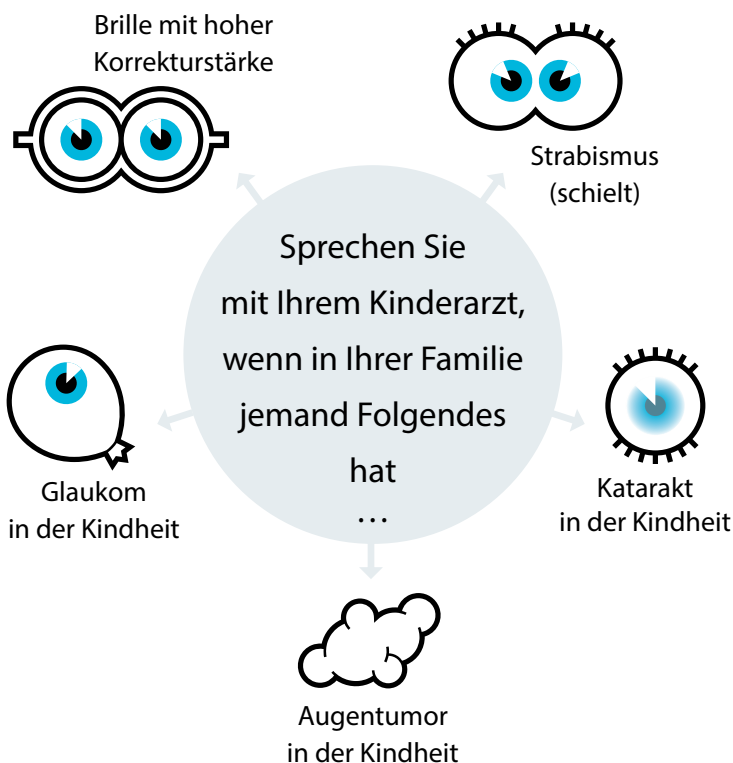 Brille mit hoher
Korrekturstärke
Strabismus
(schielt)
Sprechen Sie
mit Ihrem Kinderarzt,
wenn in Ihrer Familie
jemand Folgendes
hat
…
Glaukom
in der Kindheit
Katarakt
in der Kindheit
Augentumor
in der Kindheit